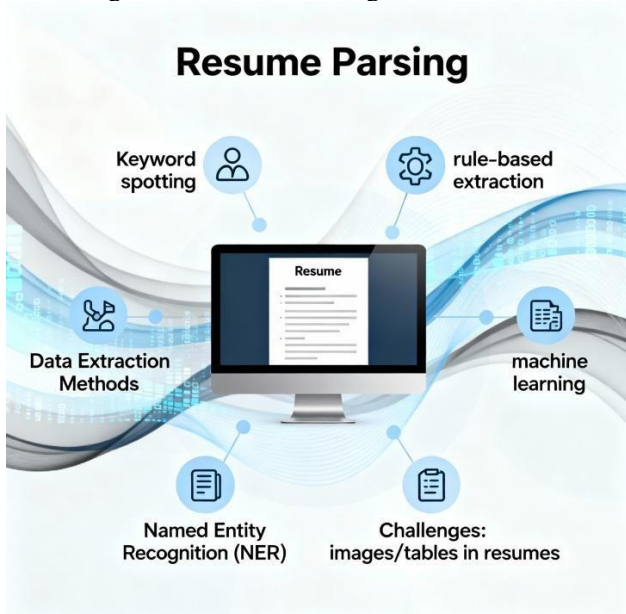 Resume Parsing
Keyword
spotting
rule-based
extraction
Resume
Data Extraction
Methods
machine
learning
Named Entity
Recognition (NER)
Challenges:
images/tables in resumes